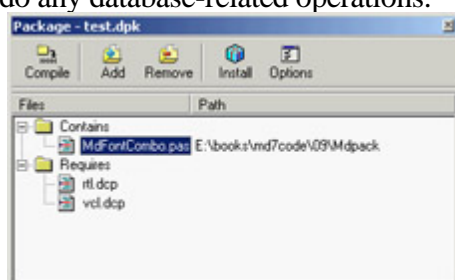 do any database-related operations.
Package - test.dpk
Compile Add Remove Install Options
Files Path
Contains
MdFontCombo.pas E:\books\md7code\09\Mdpack
Requires
rtl.dcp
vcl.dcp